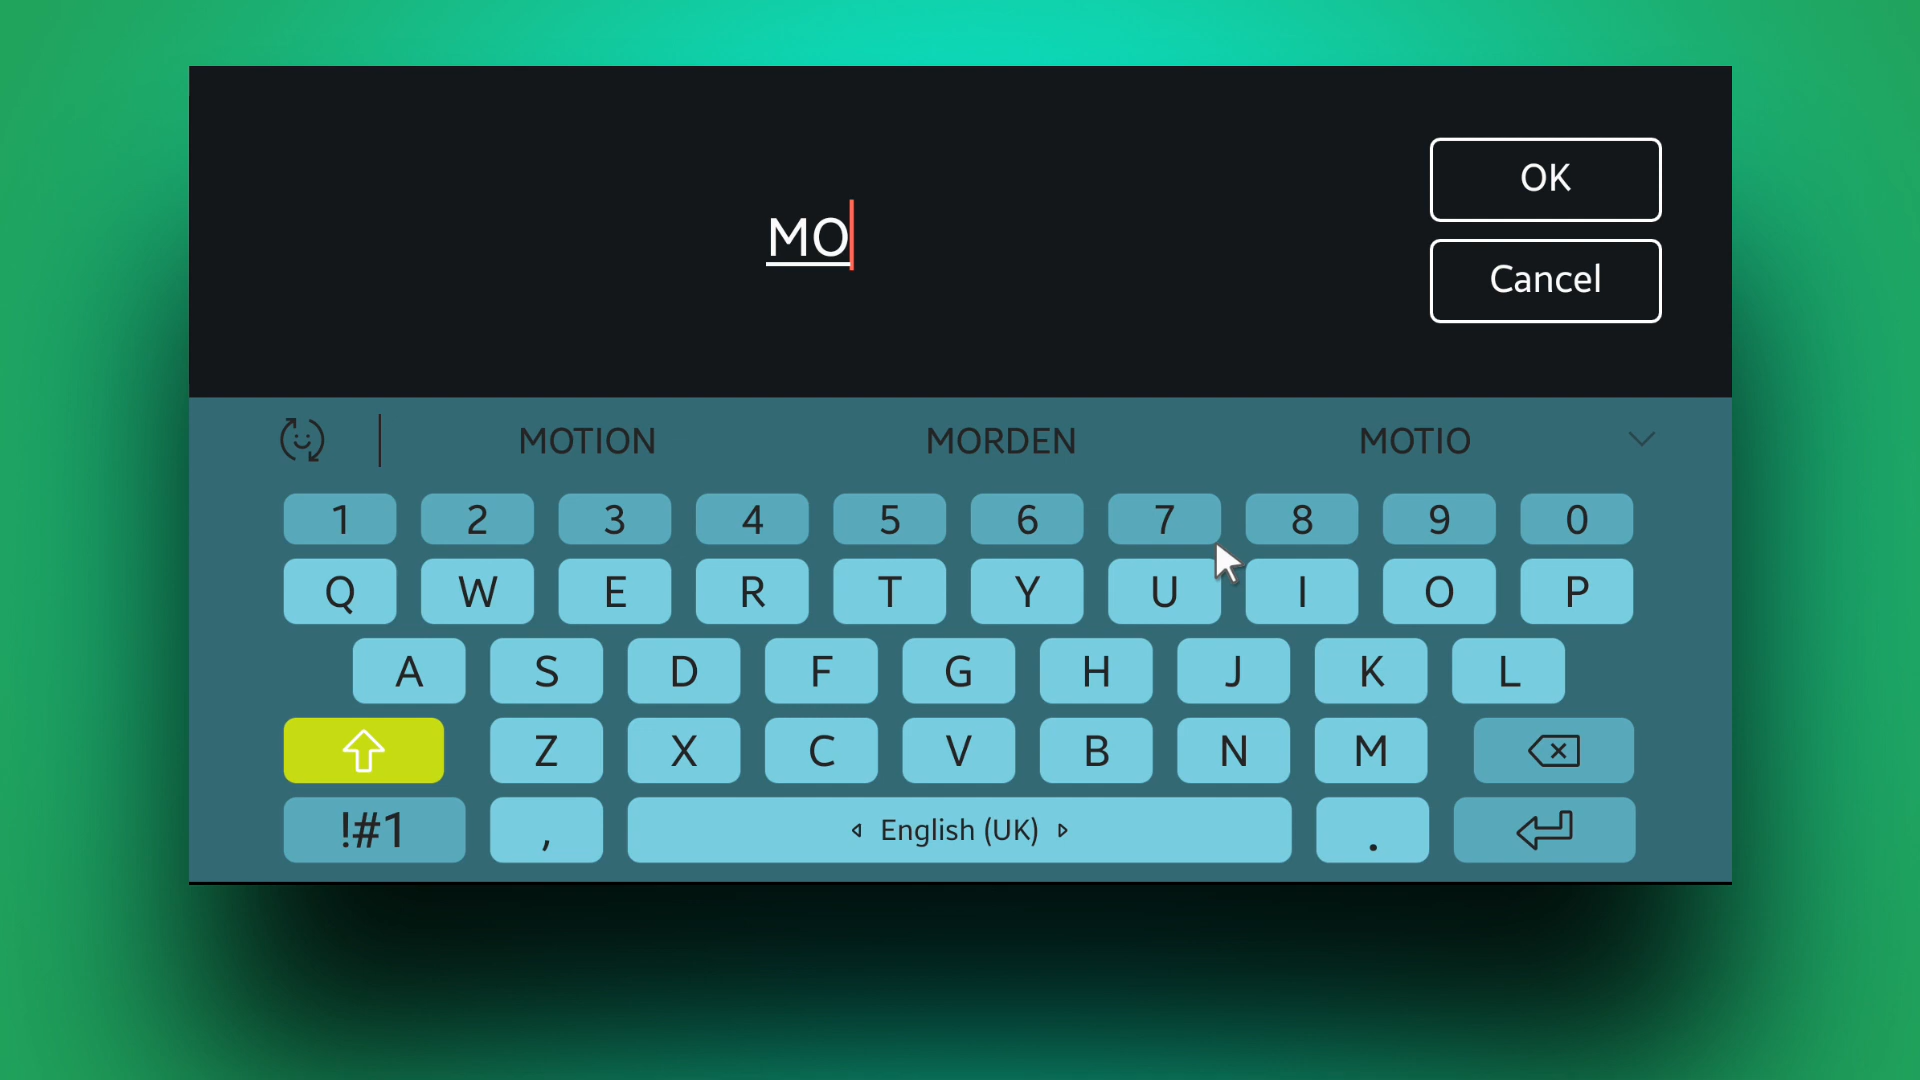 OK
MO
Cancel
MOTION MORDEN MOTIO
1 2 3 4 5 6 7 8 9 0
Q W E R T Y U I O P
A S D F G H J K L
Z X C V B N M
!#1 , English (UK) .